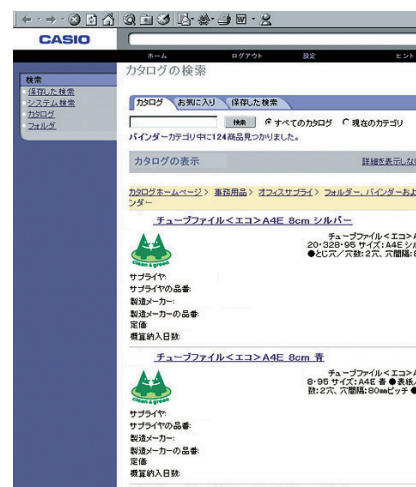 CASIO
ホーム ログアウト 設定 ヒント
カタログの検索
検索
保存した検索
システム検索
カタログ
フォルダ
カタログ お気に入り 保存した検索
検索 すべてのカタログ 現在のカテゴリ
バインダーカテゴリ中に124商品見つかりました。
カタログの表示 詳細を表示しな
カタログホームページ> 事務用品> オフィスサプライ> フォルダー、バインダーおよ
ンダー
チューブファイル<エコ>A4E 8cm シルバー
チューブファイル<エコ>A
20-328-95 サイズ:A4E シル
●とじ穴/穴数:2穴、穴間隔:8
clean & green
サプライヤ:
サプライヤの品番:
製造メーカー:
製造メーカーの品番:
定価:
概算納入日数:
チューブファイル<エコ>A4E 8cm 青
チューブファイル<エコ>A
8-95 サイズ:A4E 青 ●表紙/
数:2穴、穴間隔:80mmピッチ ●
clean & green
サプライヤ:
サプライヤの品番:
製造メーカー:
製造メーカーの品番:
定価:
概算納入日数: